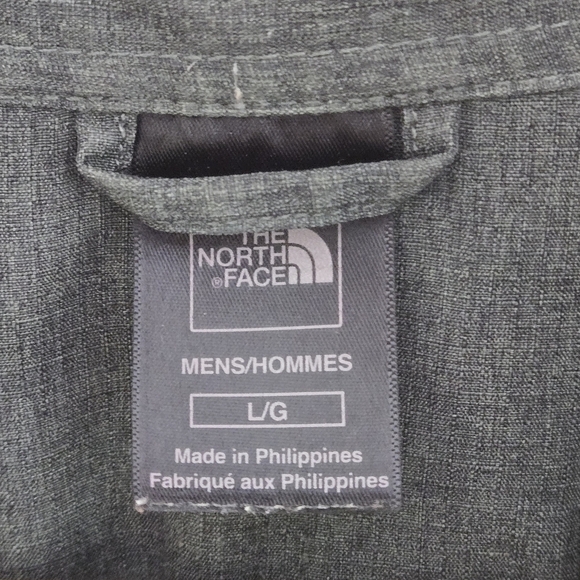 THE
NORTH
®FACE
MENS/HOMMES
L/G
Made in Philippines
Fabriqué aux Philippines